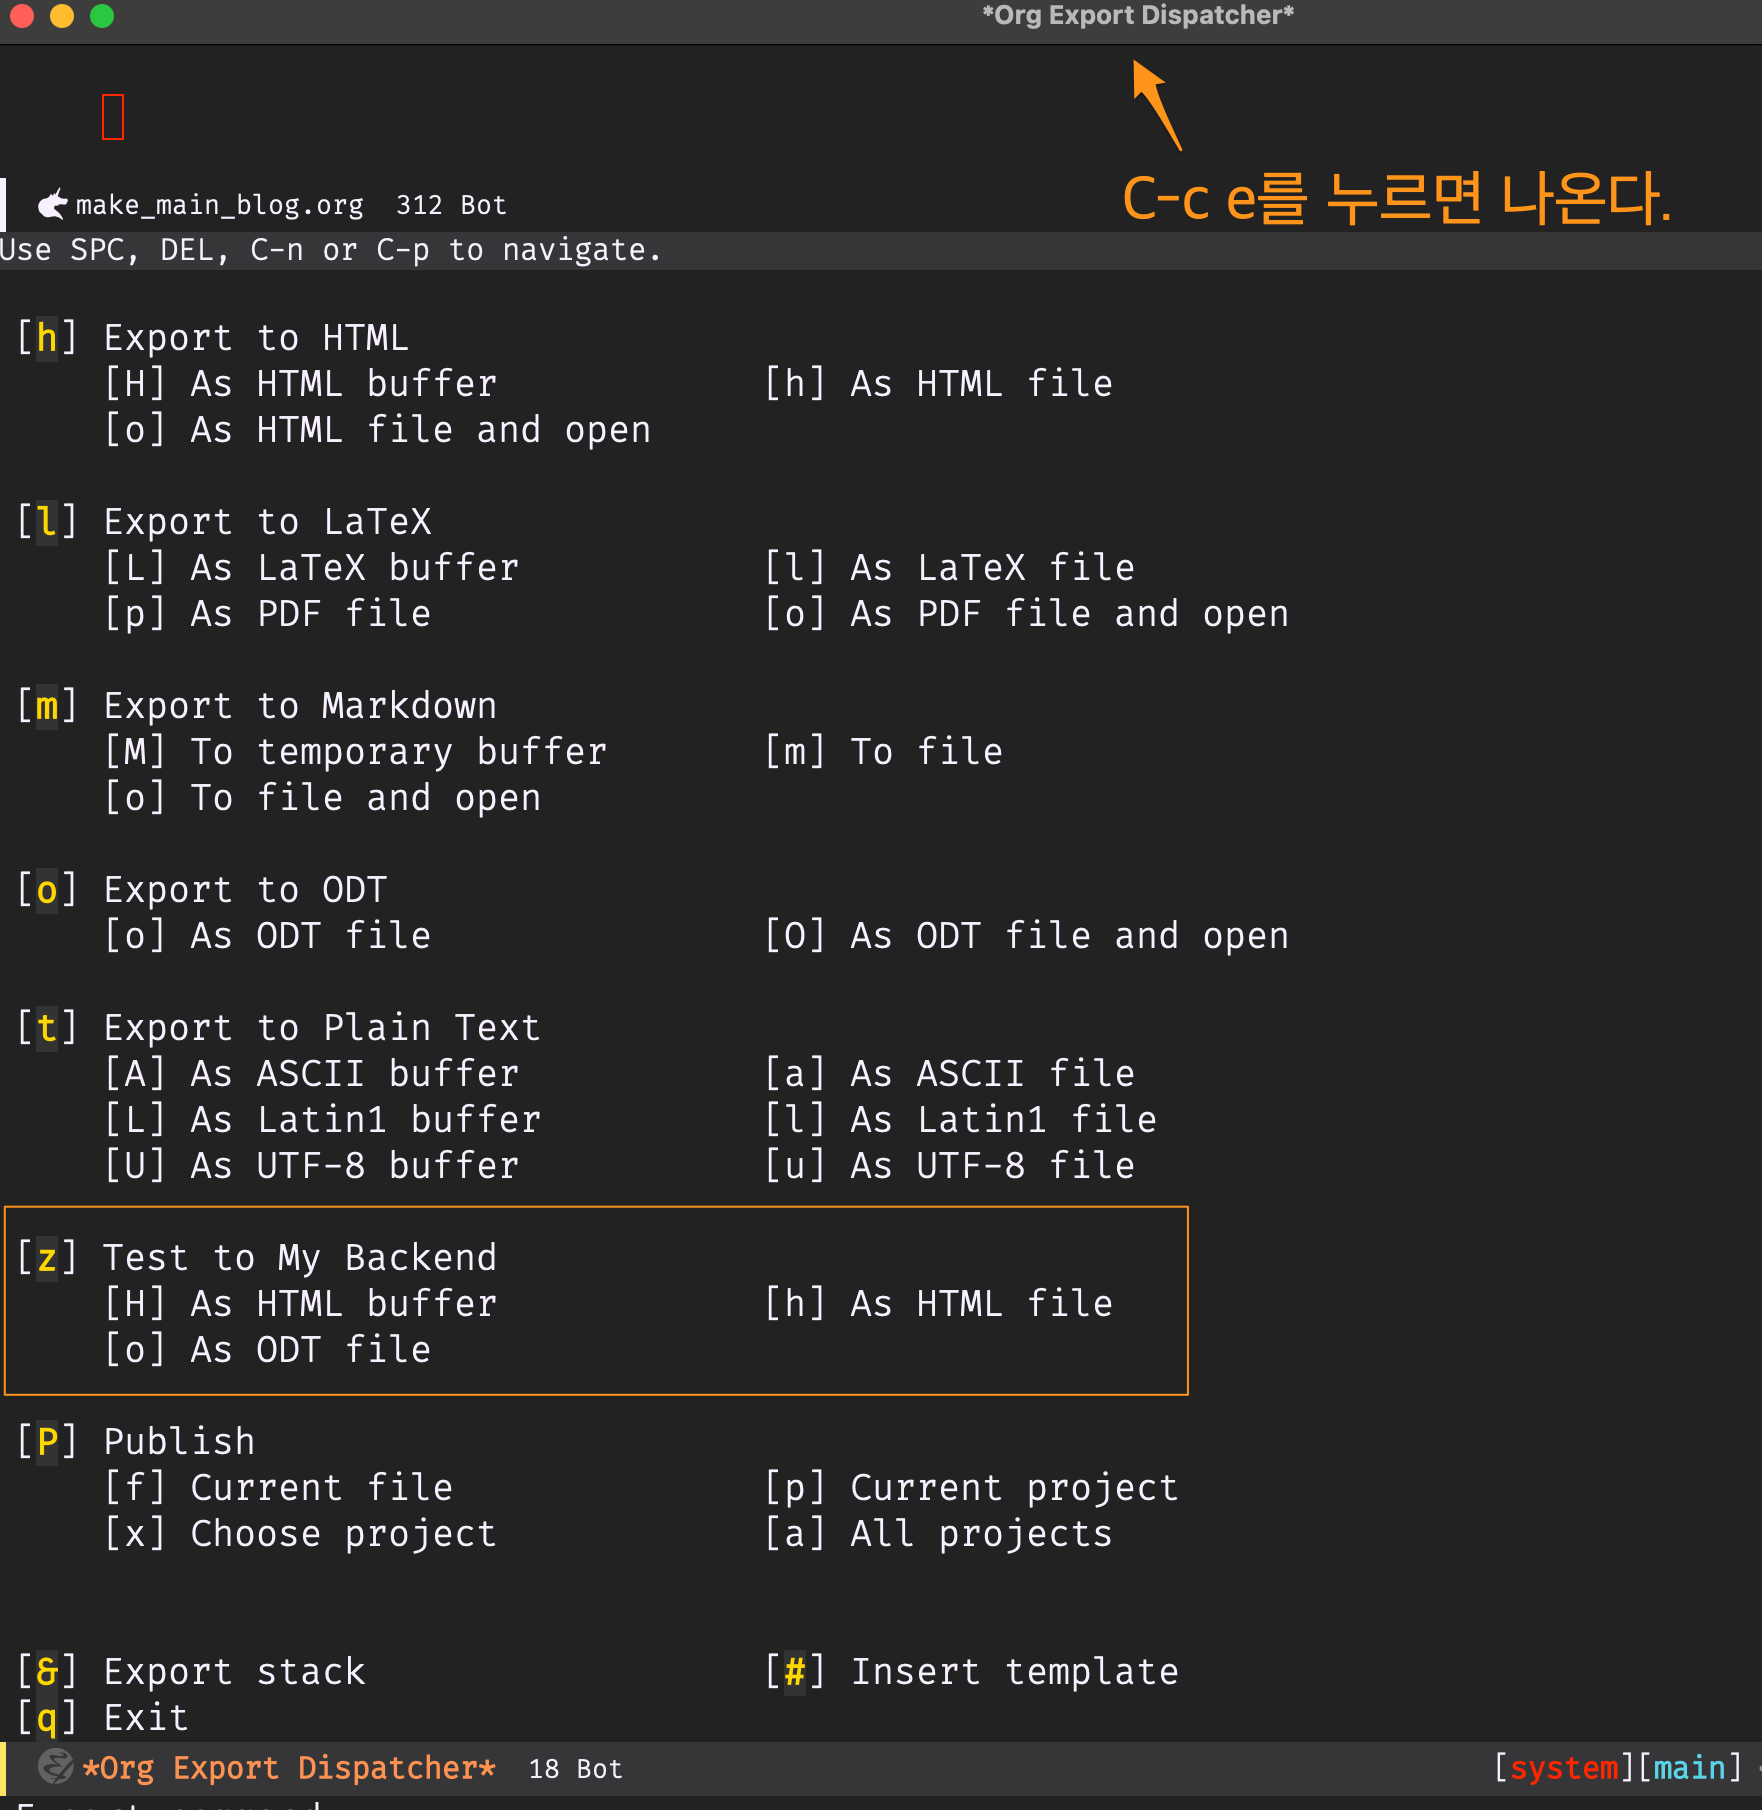 *Org Export Dispatcher*
C-c e를 누르면 나온다.
make_main_blog.org 312 Bot
Use SPC, DEL, C-n or C-p to navigate.
[h] Export to HTML
[H] As HTML buffer [h] As HTML file
[o] As HTML file and open
[l] Export to LaTeX
[L] As LaTeX buffer [l] As LaTeX file
[p] As PDF file [o] As PDF file and open
[m] Export to Markdown
[M] To temporary buffer [m] To file
[o] To file and open
[o] Export to ODT
[o] As ODT file [O] As ODT file and open
[t] Export to Plain Text
[A] As ASCII buffer [a] As ASCII file
[L] As Latin1 buffer [l] As Latin1 file
[U] As UTF-8 buffer [u] As UTF-8 file
[z] Test to My Backend
[H] As HTML buffer [h] As HTML file
[o] As ODT file
[P] Publish
[f] Current file [p] Current project
[x] Choose project [a] All projects
[&] Export stack [#] Insert template
[q] Exit
*Org Export Dispatcher* 18 Bot [system][main]